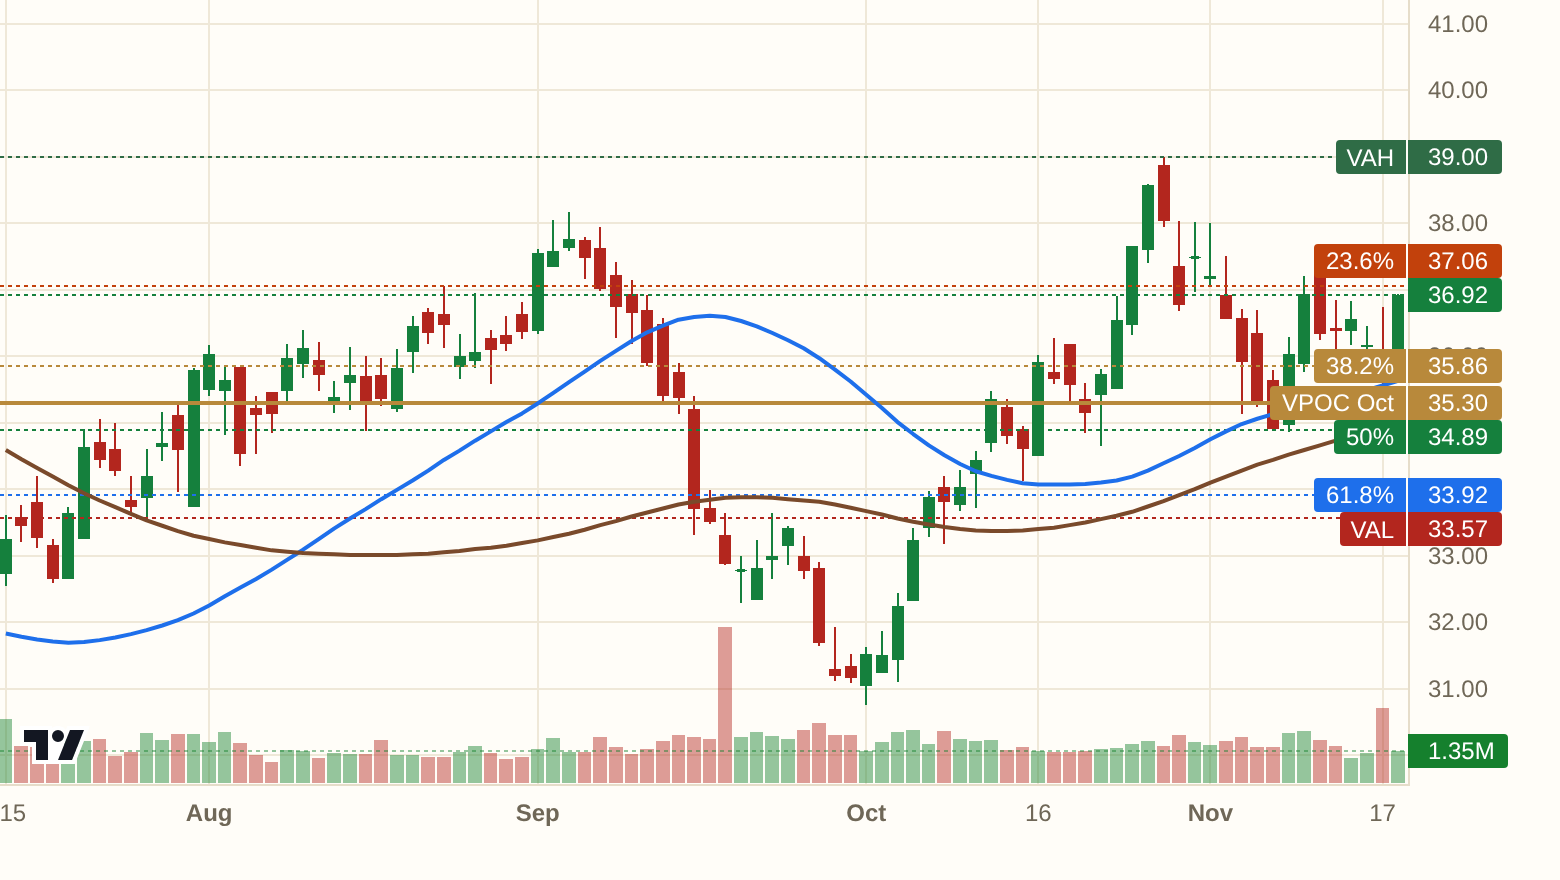 41.00
40.00
VAH 39.00
38.00
23.6% 37.06
36.92
38.2% 35.86
VPOC Oct 35.30
50% 34.89
61.8% 33.92
VAL 33.57
33.00
32.00
31.00
1.35M
15 Aug Sep Oct 16 Nov 17